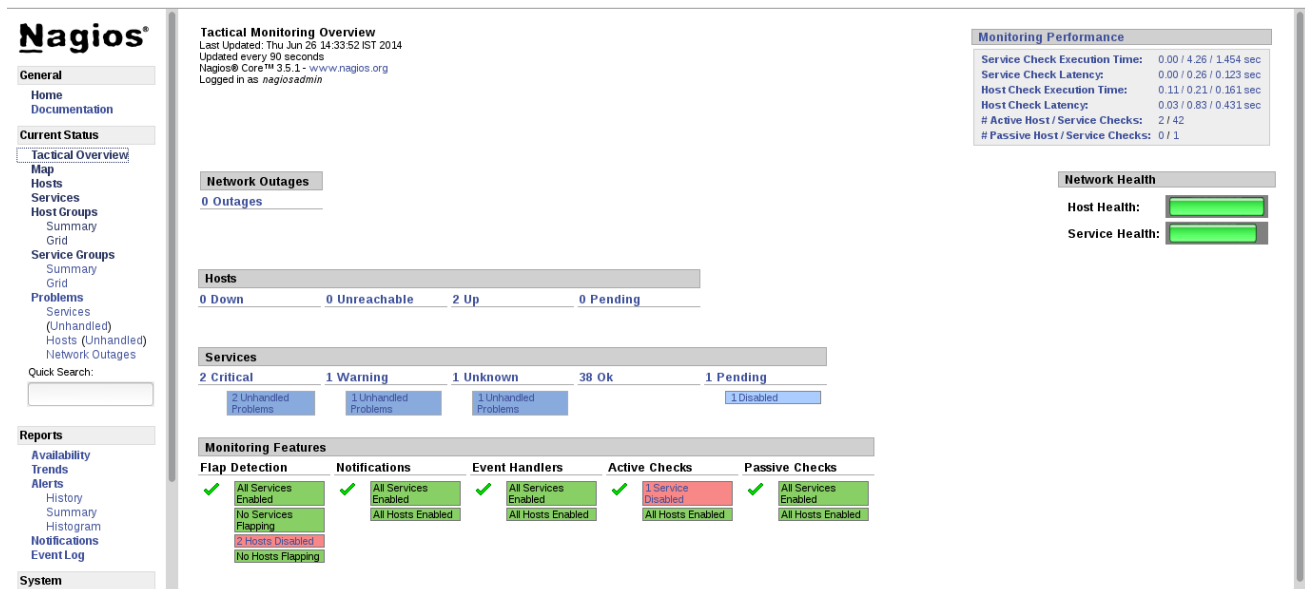 Nagios®
General
Home
Documentation
Current Status
Tactical Overview
Map
Hosts
Services
Host Groups
Summary
Grid
Service Groups
Summary
Grid
Problems
Services
(Unhandled)
Hosts (Unhandled)
Network Outages
Quick Search:
Reports
Availability
Trends
Alerts
History
Summary
Histogram
Notifications
Event Log
System
Tactical Monitoring Overview
Last Updated: Thu Jun 26 14:33:52 IST 2014
Updated every 90 seconds
Nagios® Core™ 3.5.1 - www.nagios.org
Logged in as nagiosadmin
Monitoring Performance
Service Check Execution Time: 0.00 / 4.26 / 1.454 sec
Service Check Latency: 0.00 / 0.26 / 0.123 sec
Host Check Execution Time: 0.11 / 0.21 / 0.161 sec
Host Check Latency: 0.03 / 0.83 / 0.431 sec
# Active Host / Service Checks: 2 / 42
# Passive Host / Service Checks: 0 / 1
Network Outages
0 Outages
Network Health
Host Health:
Service Health:
Hosts
0 Down 0 Unreachable 2 Up 0 Pending
Services
2 Critical 1 Warning 1 Unknown 38 Ok 1 Pending
2 Unhandled Problems
1 Unhandled Problems
1 Unhandled Problems
1 Disabled
Monitoring Features
Flap Detection Notifications Event Handlers Active Checks Passive Checks
All Services Enabled
No Services Flapping
2 Hosts Disabled
No Hosts Flapping
All Services Enabled
All Hosts Enabled
All Services Enabled
All Hosts Enabled
1 Service Disabled
All Hosts Enabled
All Services Enabled
All Hosts Enabled